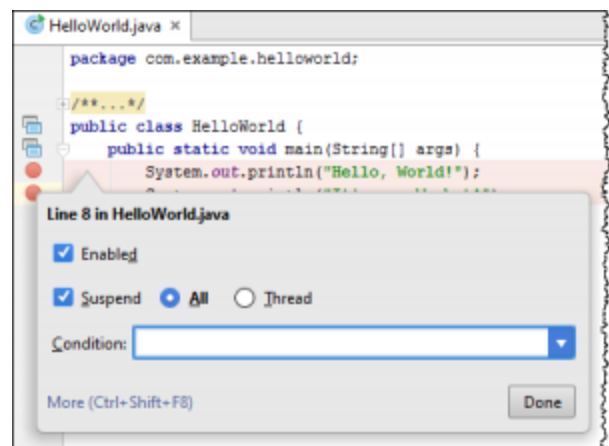 HelloWorld.java
package com.example.helloworld;
/**...*/
public class HelloWorld {
public static void main(String[] args) {
System.out.println("Hello, World!");
Line 8 in HelloWorld.java
Enabled
Suspend All Thread
Condition:
More (Ctrl+Shift+F8) Done